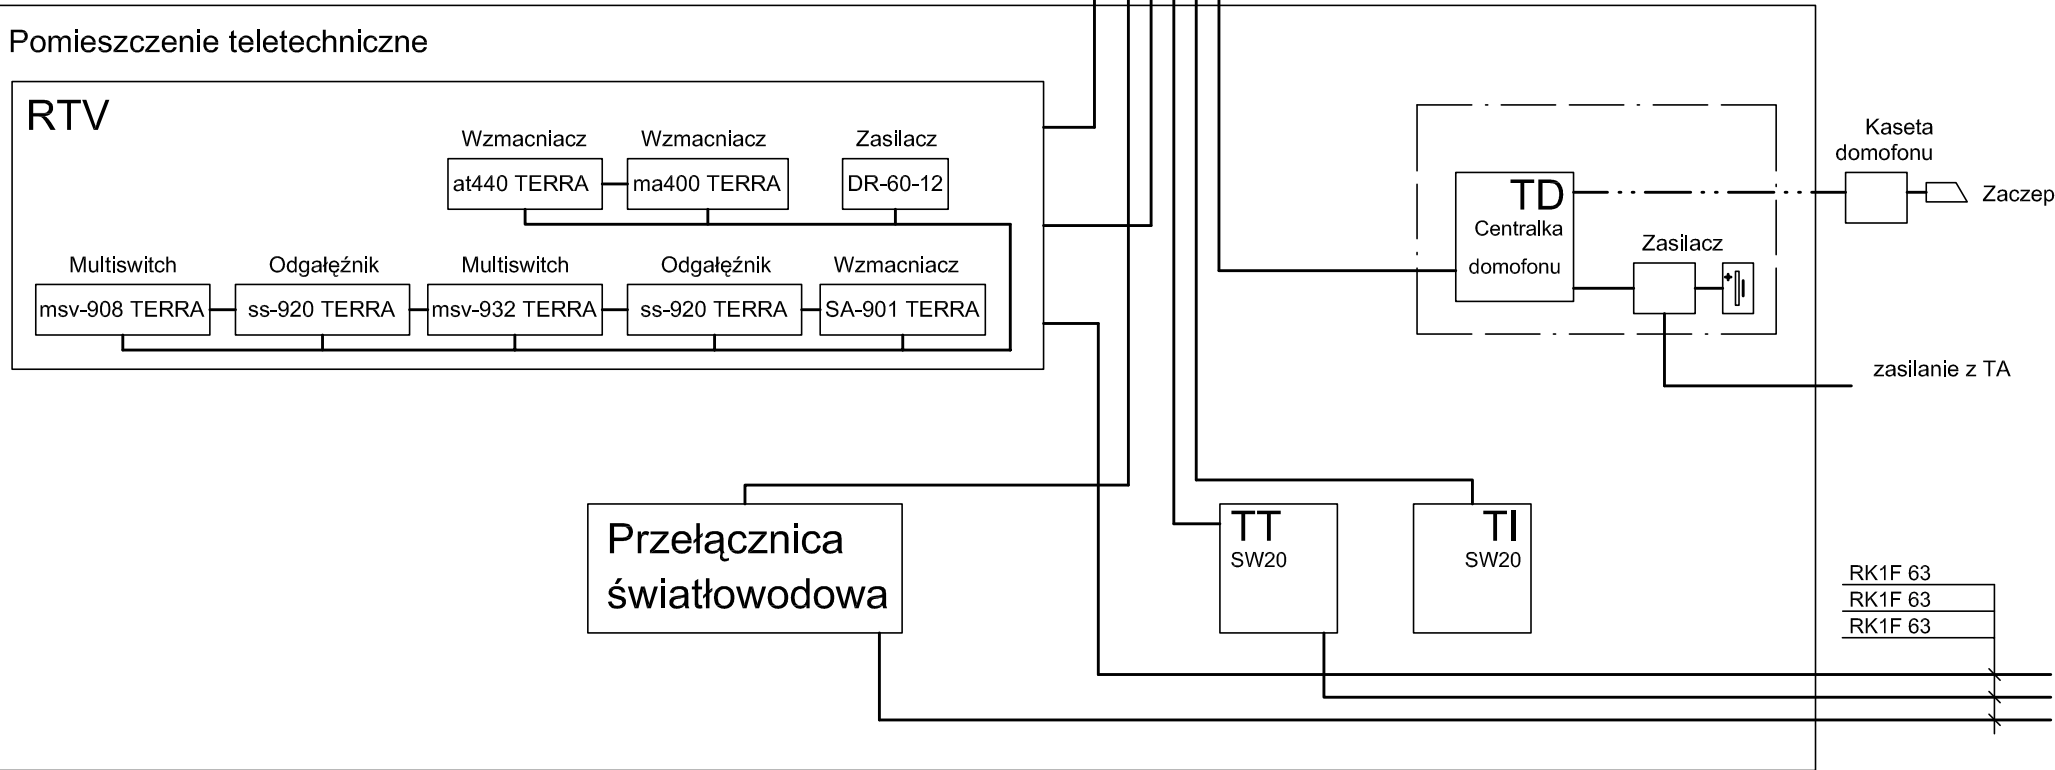 Pomieszczenie teletechniczne
RTV
Wzmacniacz
at440 TERRA
Wzmacniacz
ma400 TERRA
Zasilacz
DR-60-12
Multiswitch
msv-908 TERRA
Odgałęźnik
ss-920 TERRA
Multiswitch
msv-932 TERRA
Odgałęźnik
ss-920 TERRA
Wzmacniacz
SA-901 TERRA
TD
Centralka
domofonu
Zasilacz
+
Kaseta
domofonu
Zaczep
zasilanie z TA
Przełącznica
światłowodowa
TT
SW20
TI
SW20
RK1F 63
RK1F 63
RK1F 63